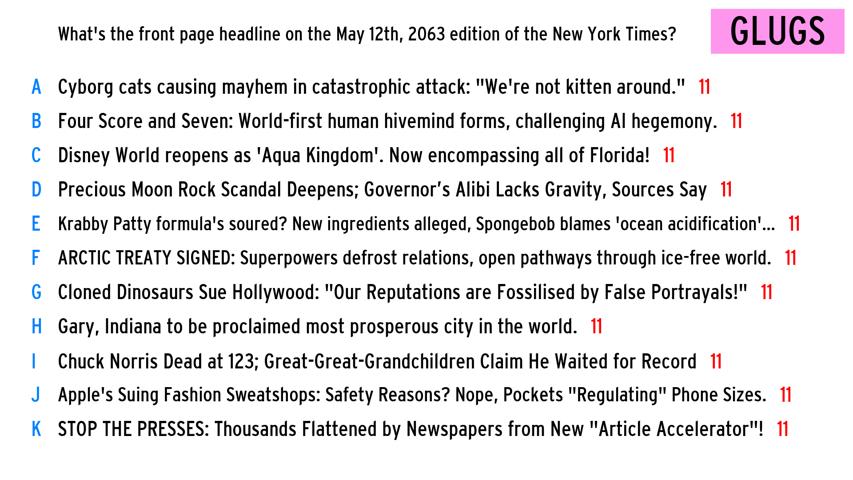 What's the front page headline on the May 12th, 2063 edition of the New York Times?
GLUGS
A Cyborg cats causing mayhem in catastrophic attack: "We're not kitten around." 11
B Four Score and Seven: World-first human hivemind forms, challenging AI hegemony. 11
C Disney World reopens as 'Aqua Kingdom'. Now encompassing all of Florida! 11
D Precious Moon Rock Scandal Deepens; Governor's Alibi Lacks Gravity, Sources Say 11
E Krabby Patty formula's soured? New ingredients alleged, Spongebob blames 'ocean acidification'... 11
F ARCTIC TREATY SIGNED: Superpowers defrost relations, open pathways through ice-free world. 11
G Cloned Dinosaurs Sue Hollywood: "Our Reputations are Fossilised by False Portrayals!" 11
H Gary, Indiana to be proclaimed most prosperous city in the world. 11
I Chuck Norris Dead at 123; Great-Great-Grandchildren Claim He Waited for Record 11
J Apple's Suing Fashion Sweatshops: Safety Reasons? Nope, Pockets "Regulating" Phone Sizes. 11
K STOP THE PRESSES: Thousands Flattened by Newspapers from New "Article Accelerator"! 11